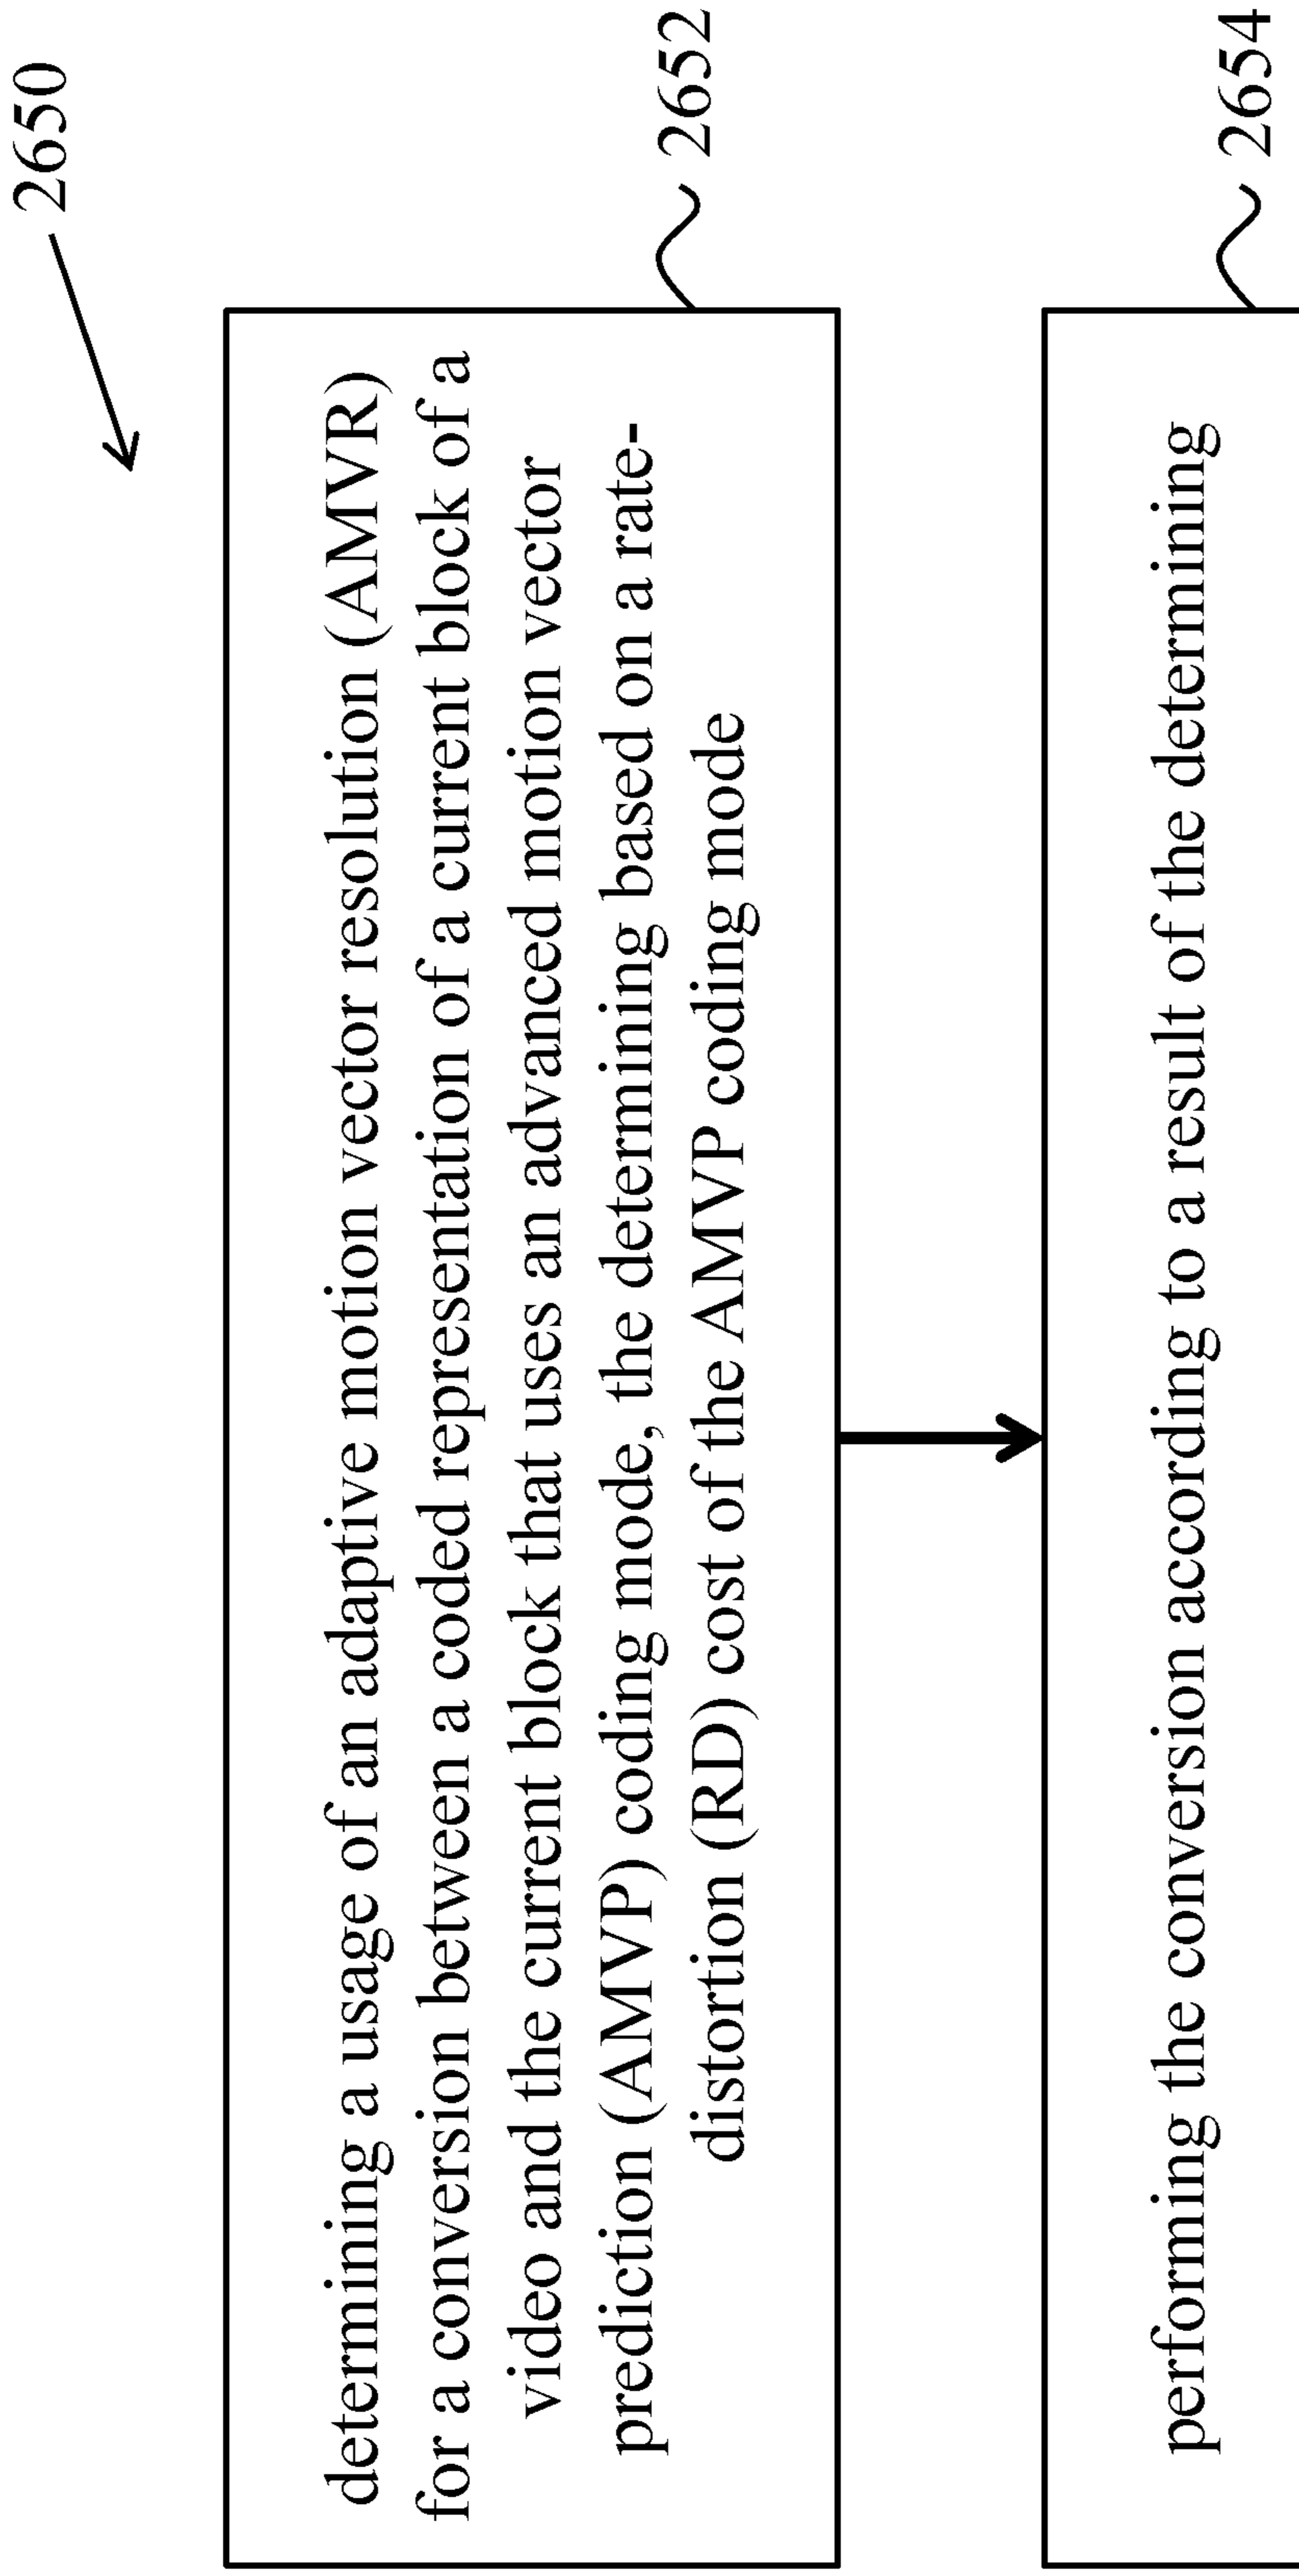 2650
determining a usage of an adaptive motion vector resolution (AMVR)
for a conversion between a coded representation of a current block of a
video and the current block that uses an advanced motion vector
prediction (AMVP) coding mode, the determining based on a rate-
distortion (RD) cost of the AMVP coding mode
2652
performing the conversion according to a result of the determining
2654